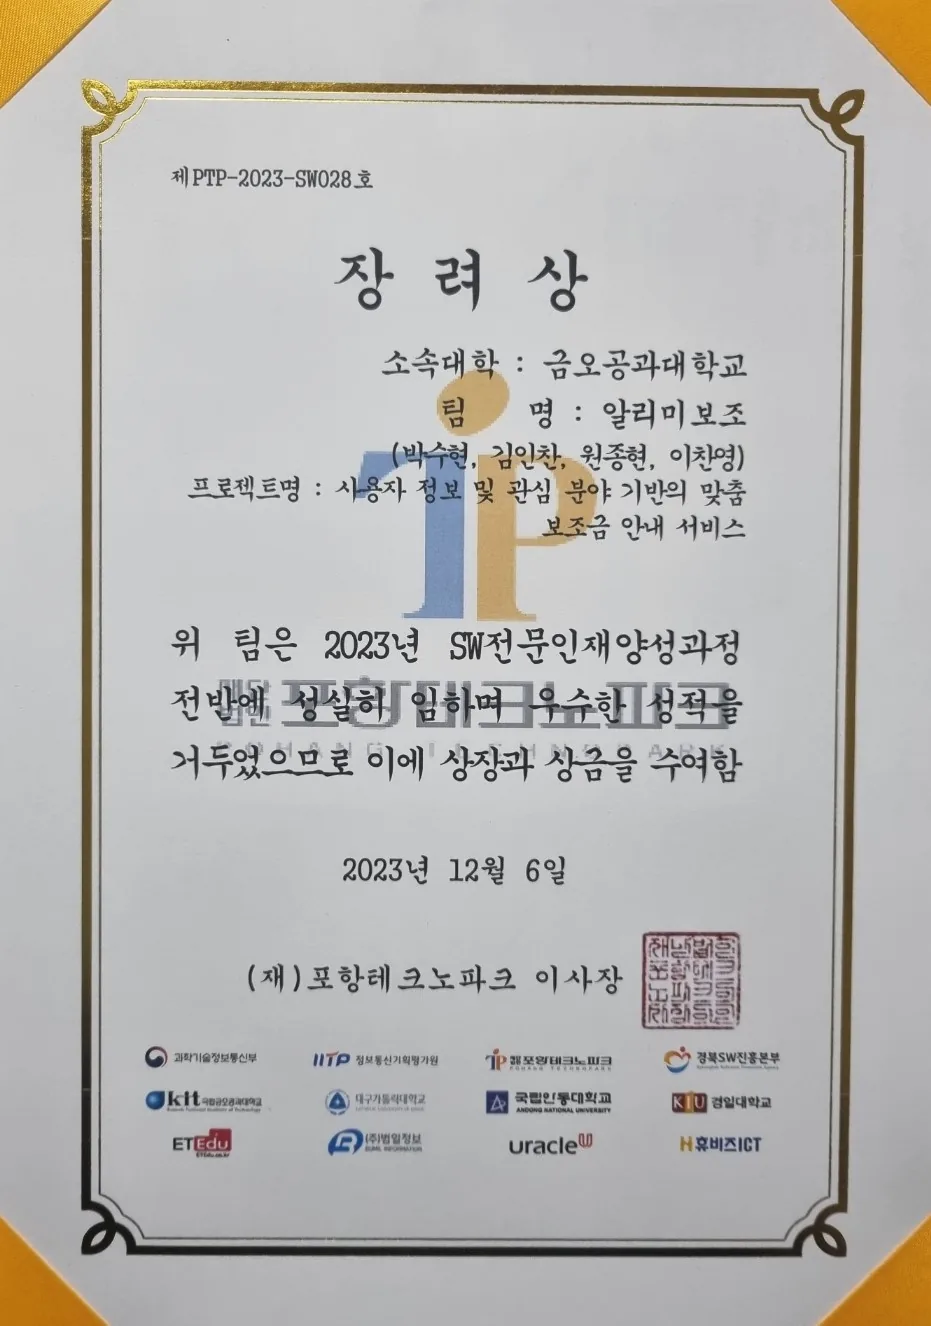 제PTP-2023-SW028호
장 려 상
소속대학 : 금오공과대학교
팀 명 : 알리미보조
(박수현, 김인찬, 원종현, 이찬영)
프로젝트명 : 사용자 정보 및 관심 분야 기반의 맞춤
보조금 안내 서비스
위 팀은 2023년 SW전문인재양성과정
전반에 성실히 임하며 우수한 성적을
거두었으므로 이에 상장과 상금을 수여함
2023년 12월 6일
(재)포항테크노파크 이사장
과학기술정보통신부 IITP 정보통신기획평가원 포항테크노파크 POHANG TECHNOPARK 경북SW진흥본부
kit 국립금오공과대학교 대구가톨릭대학교 국립안동대학교 ANDONG NATIONAL UNIVERSITY KIU 경일대학교
ETEdu (주)범일정보 BUMIL INFORMATION uracle 휴비즈ICT